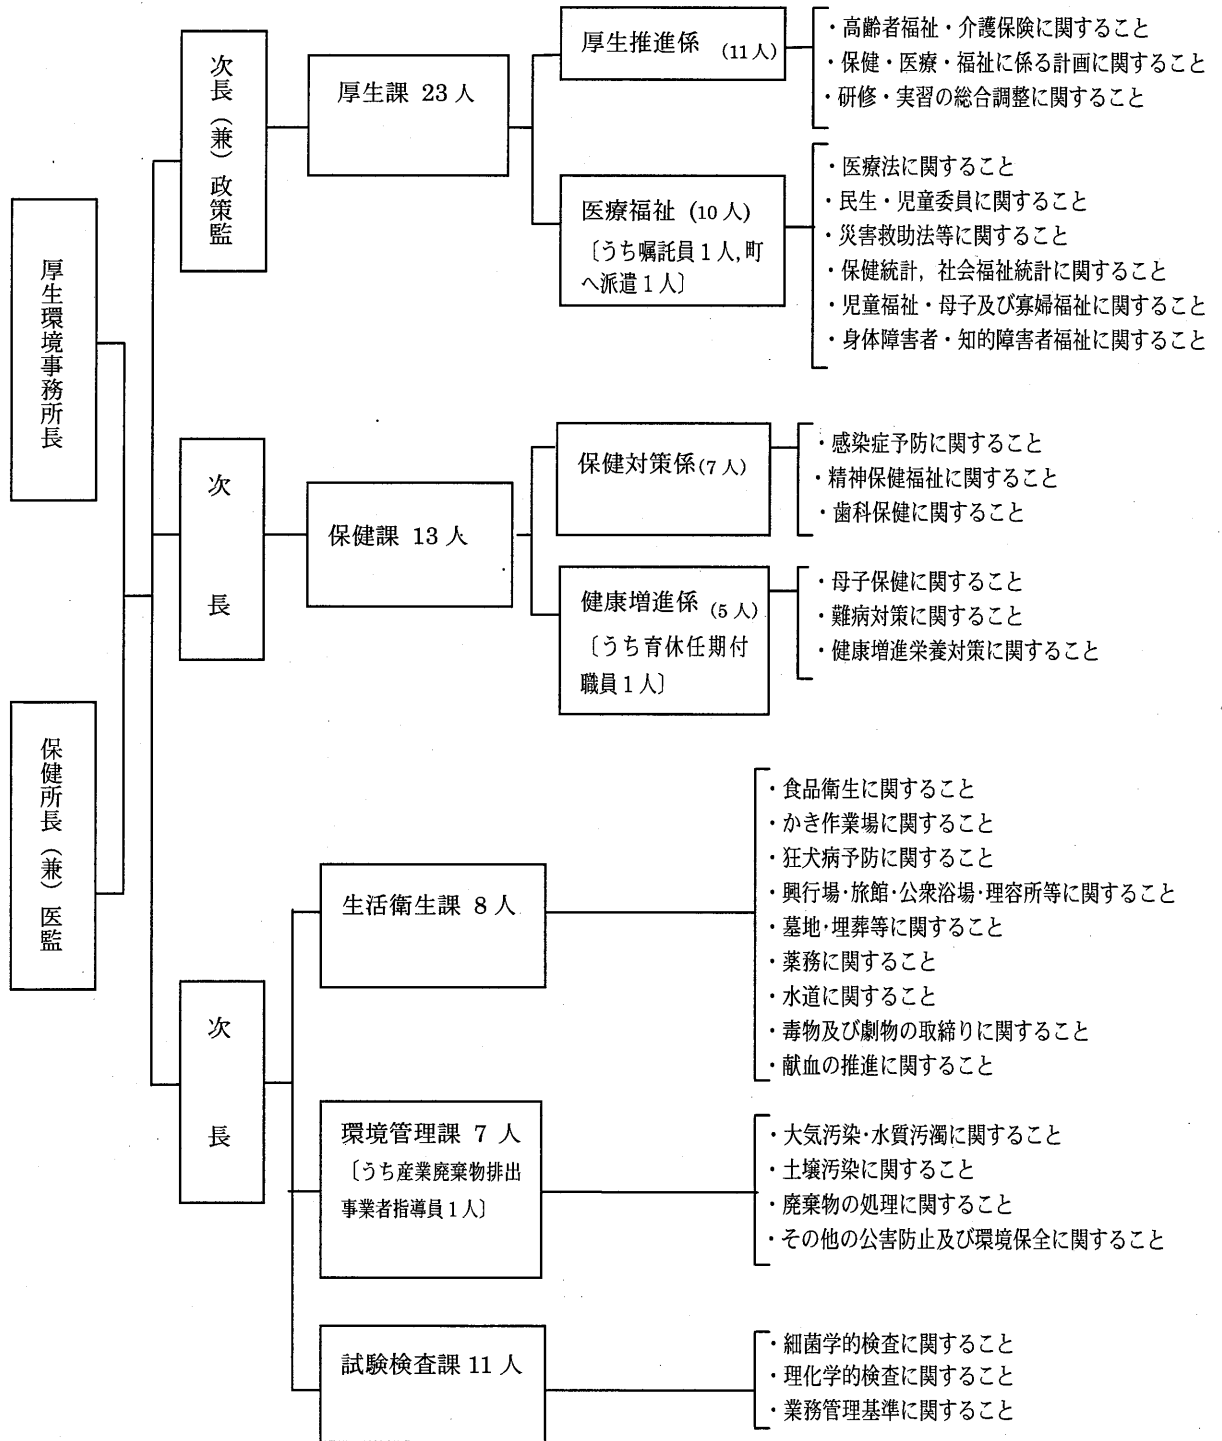 厚生環境事務所長
保健所長（兼）医監
次長（兼）政策監
厚生課 23人
厚生推進係 （11人）
・高齢者福祉・介護保険に関すること
・保健・医療・福祉に係る計画に関すること
・研修・実習の総合調整に関すること
医療福祉（10人）
〔うち嘱託員１人,町
へ派遣１人〕
・医療法に関すること
・民生・児童委員に関すること
・災害救助法等に関すること
・保健統計，社会福祉統計に関すること
・児童福祉・母子及び寡婦福祉に関すること
・身体障害者・知的障害者福祉に関すること
次長
保健課 13人
保健対策係（7人）
・感染症予防に関すること
・精神保健福祉に関すること
・歯科保健に関すること
健康増進係（5人）
〔うち育休任期付
職員１人〕
・母子保健に関すること
・難病対策に関すること
・健康増進栄養対策に関すること
次長
生活衛生課 8人
・食品衛生に関すること
・かき作業場に関すること
・狂犬病予防に関すること
・興行場・旅館・公衆浴場・理容所等に関すること
・墓地・埋葬等に関すること
・薬務に関すること
・水道に関すること
・毒物及び劇物の取締りに関すること
・献血の推進に関すること
環境管理課 7人
〔うち産業廃棄物排出
事業者指導員１人〕
・大気汚染・水質汚濁に関すること
・土壌汚染に関すること
・廃棄物の処理に関すること
・その他の公害防止及び環境保全に関すること
試験検査課 11人
・細菌学的検査に関すること
・理化学的検査に関すること
・業務管理基準に関すること